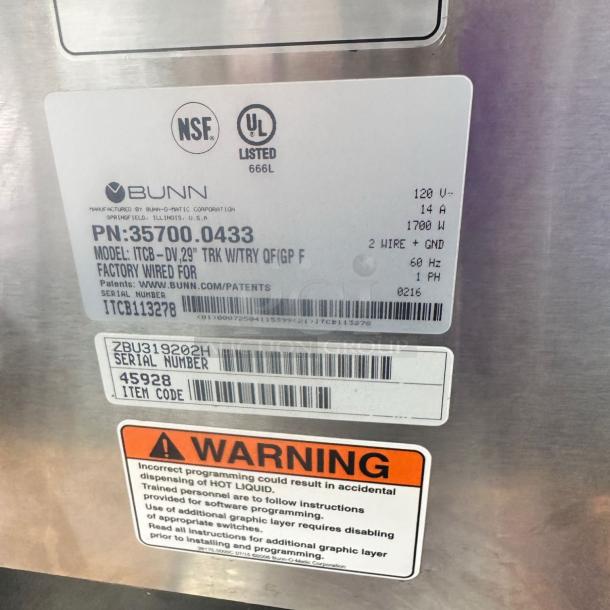 NSF®
UL®
LISTED
666L
BUNN
MANUFACTURED BY BUNN-O-MATIC CORPORATION
SPRINGFIELD, ILLINOIS, U.S.A
PN:35700.0433
MODEL: ITCB-DV,29" TRK W/TRY QF(GP F
FACTORY WIRED FOR
Patents: WWW.BUNN.COM/PATENTS
SERIAL NUMBER
ITCB113278
120 V~
14 A
1700 W
2 WIRE + GND
60 Hz
1 PH
0216
ZBU319202H
SERIAL NUMBER
45928
ITEM CODE
WARNING
Incorrect programming could result in accidental
dispensing of HOT LIQUID.
Trained personnel are to follow instructions
provided for software programming.
Use of additional graphic layer requires disabling
of appropriate switches.
Read all instructions for additional graphic layer
prior to installing and programming.
Bunn-O-Matic Corporation